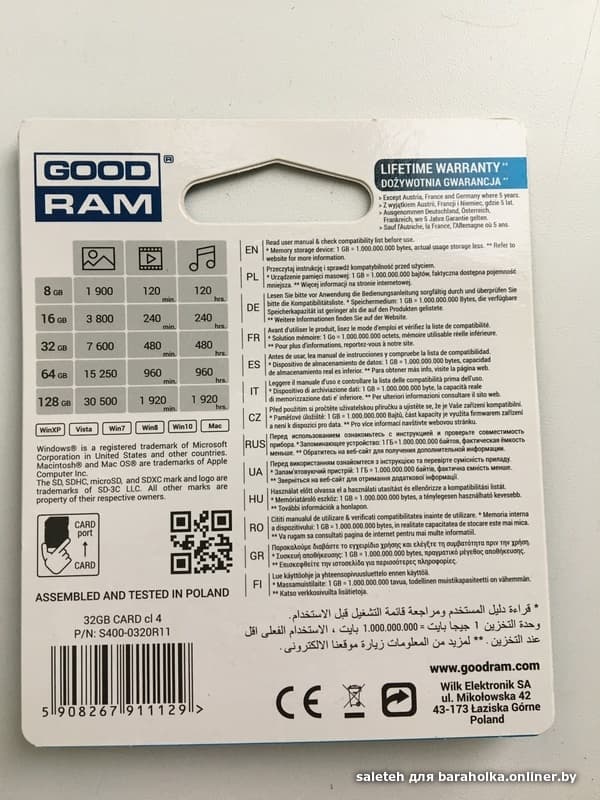 GOOD
RAM®
LIFETIME WARRANTY**
DOŻYWOTNIA GWARANCJA**
> Except Austria, France and Germany where 5 years.
> Z wyjątkiem Austrii, Francji i Niemiec, gdzie 5 lat.
> Ausgenommen Deutschland, Österreich,
Frankreich, wo 5 Jahre Garantie gelten.
> Sauf l'Autriche, la France, l'Allemagne où 5 ans.
8 GB 1 900 120 min. 120 hrs.
16 GB 3 800 240 min. 240 hrs.
32 GB 7 600 480 min. 480 hrs.
64 GB 15 250 960 min. 960 hrs.
128 GB 30 500 1 920 min. 1 920 hrs.
WinXP Vista Win7 Win8 Win10 Mac
Windows® is a registered trademark of Microsoft
Corporation in United States and other countries.
Macintosh® and Mac OS® are trademarks of Apple
Computer Inc.
The SD, SDHC, microSD, and SDXC mark and logo are
trademarks of SD-3C LLC. All other marks are
property of their respective owners.
CARD
port
CARD
ASSEMBLED AND TESTED IN POLAND
32GB CARD cl 4
P/N: S400-0320R11
5 908267 911129 >
EN Read user manual & check compatibility list before use.
* Memory storage device: 1 GB = 1.000.000.000 bytes, actual usage storage less. ** Refer to
website for more information.
PL Przeczytaj instrukcję i sprawdź kompatybilność przed użyciem.
* Urządzenie pamięci masowej: 1 GB = 1.000.000.000 bajtów, faktyczna dostępna pojemność
mniejsza. ** Więcej informacji na stronie internetowej.
DE Lesen Sie bitte vor Anwendung die Bedienungsanleitung sorgfältig durch und überprüfen Sie
bitte die Kompatibilitätsliste. * Speichermedium: 1 GB = 1.000.000.000 Bytes, die verfügbare
Speicherkapazität ist geringer als die auf den Produkten gelistete.
** Weitere Informationen finden Sie auf der Website.
FR Avant d'utiliser le produit, lisez le mode d'emploi et vérifiez la liste de compatibilité.
* Solution mémoire: 1 Go = 1.000.000.000 octets, mémoire utilisable réelle inférieure.
** Pour plus d'informations, reportez-vous à notre site.
ES Antes de usar, lea manual de instrucciones y compruebe la lista de compatibilidad.
* Dispositivo de almacenamiento de datos: 1 GB = 1.000.000.000 bytes, capacidad
de almacenamiento real es inferior. ** Para obtener más info, visite la página web.
IT Leggere il manuale d'uso e controllare la lista delle compatibilità prima dell'uso.
* Dispositivo di archiviazione dati: 1 GB = 1.000.000.000 byte, la capacità reale
di memorizzazione dati e' inferiore. ** Per ulteriori informazioni consultare il sito web.
CZ Před použitím si pročtěte uživatelskou příručku a ujistěte se, že je Vaše zařízení kompatibilní.
* Paměťové úložiště: 1 GB = 1.000.000.000 Bajtů, část kapacity je využita firmwarem zařízení
a není k dispozici pro data. ** Pro více informací navštivte webovou stránku.
RUS Перед использованием ознакомьтесь с инструкцией и проверьте совместимость
прибора. *Запоминающее устройство: 1 ГБ=1.000.000.000 байтов, фактическая ёмкость
меньше. ** Обратитесь на веб-сайт для получения дополнительной информации.
UA Перед використанням ознайомтеся з інструкцією та перевірте сумісність приладу.
* Запам'ятовуючий пристрій: 1 ГБ = 1.000.000.000 байтів, фактична ємність менше.
** Зверніться на веб-сайт для отримання додаткової інформації.
HU Használat előtt olvassa el a használati utasítást és ellenőrizze a kompatibilitási listát.
* Memóriatároló eszköz: 1 GB = 1.000.000.000 bájt, a ténylegesen használható kevesebb.
** További információk a honlapon.
RO Cititi manualul de utilizare & verificati compatibilitatea inainte de utilizare. * Memoria interna
a dispozitivului: 1 GB = 1.000.000.000 bytes, in realitate capacitatea de stocare este mai mica.
** Va rugam sa consultati pagina de internet pentru mai multe informatii.
GR Παρακαλούμε διαβάστε το εγχειρίδιο χρήσης και ελέγξτε τη συμβατότητα πριν την χρήση.
* Συσκευή αποθήκευσης: 1 GB = 1.000.000.000 bytes, πραγματικό μέγεθος αποθήκευσης.
** Επισκεφθείτε την ιστοσελίδα για περισσότερες πληροφορίες.
FI Lue käyttöohje ja yhteensopivuusluettelo ennen käyttöä.
* Massamuistilaite: 1 GB = 1.000.000.000 tavua, todellinen muistikapasiteetti on vähemmän.
** Katso verkkosivuilta lisätietoja.
* قراءة دليل المستخدم ومراجعة قائمة التشغيل قبل الاستخدام.
وحدة التخزين 1 جيجا بايت = 1.000.000.000 بايت ، الاستخدام الفعلى اقل
عند التخزين . ** لمزيد من المعلومات زيارة موقعنا الالكترونى .
www.goodram.com
CE
Wilk Elektronik SA
ul. Mikołowska 42
43-173 Łaziska Górne
Poland
saleteh для baraholka.onliner.by